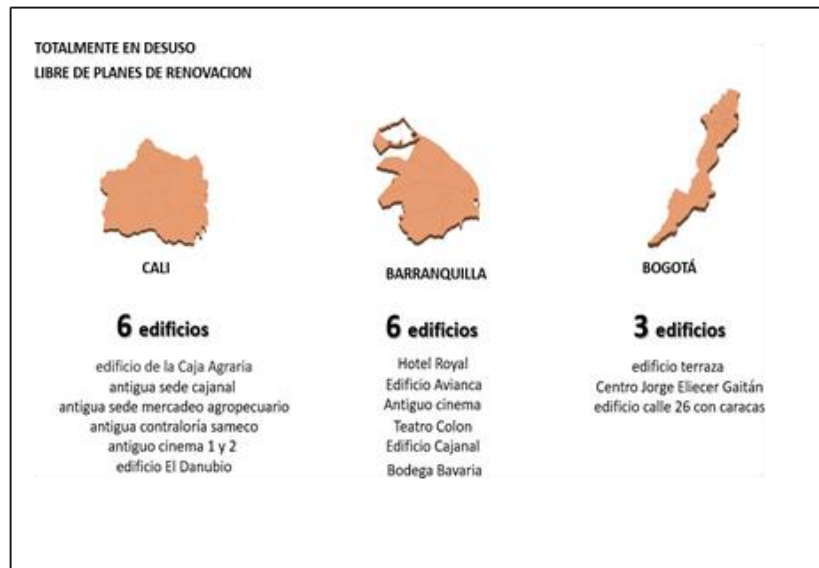 TOTALMENTE EN DESUSO
LIBRE DE PLANES DE RENOVACION
CALI
6 edificios
edificio de la Caja Agraria
antigua sede cajanal
antigua sede mercadeo agropecuario
antigua contraloría sameco
antiguo cinema 1 y 2
edificio El Danubio
BARRANQUILLA
6 edificios
Hotel Royal
Edificio Avianca
Antiguo cinema
Teatro Colon
Edificio Cajanal
Bodega Bavaria
BOGOTÁ
3 edificios
edificio terraza
Centro Jorge Eliecer Gaitán
edificio calle 26 con caracas